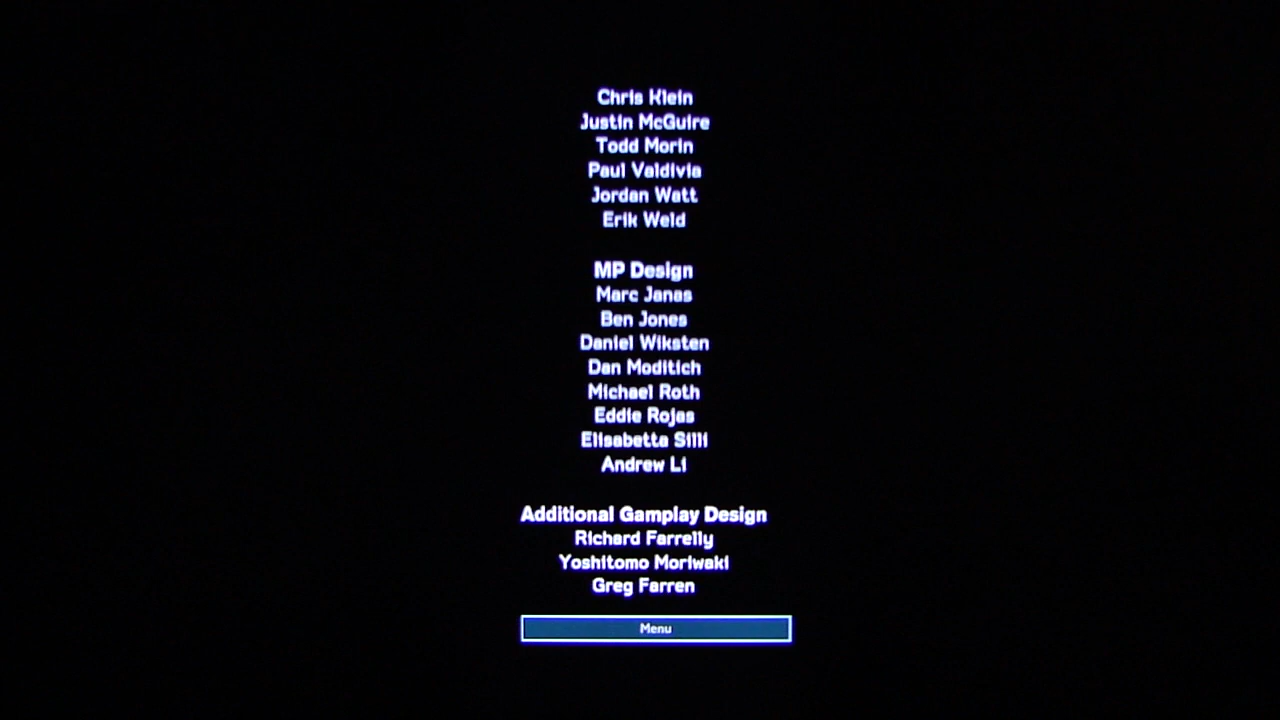 Chris Klein
Justin McGuire
Todd Morin
Paul Valdivia
Jordan Watt
Erik Weld
MP Design
Marc Janas
Ben Jones
Daniel Wiksten
Dan Moditich
Michael Roth
Eddie Rojas
Elisabetta Silli
Andrew Li
Additional Gamplay Design
Richard Farrelly
Yoshitomo Moriwaki
Greg Farren
Menu